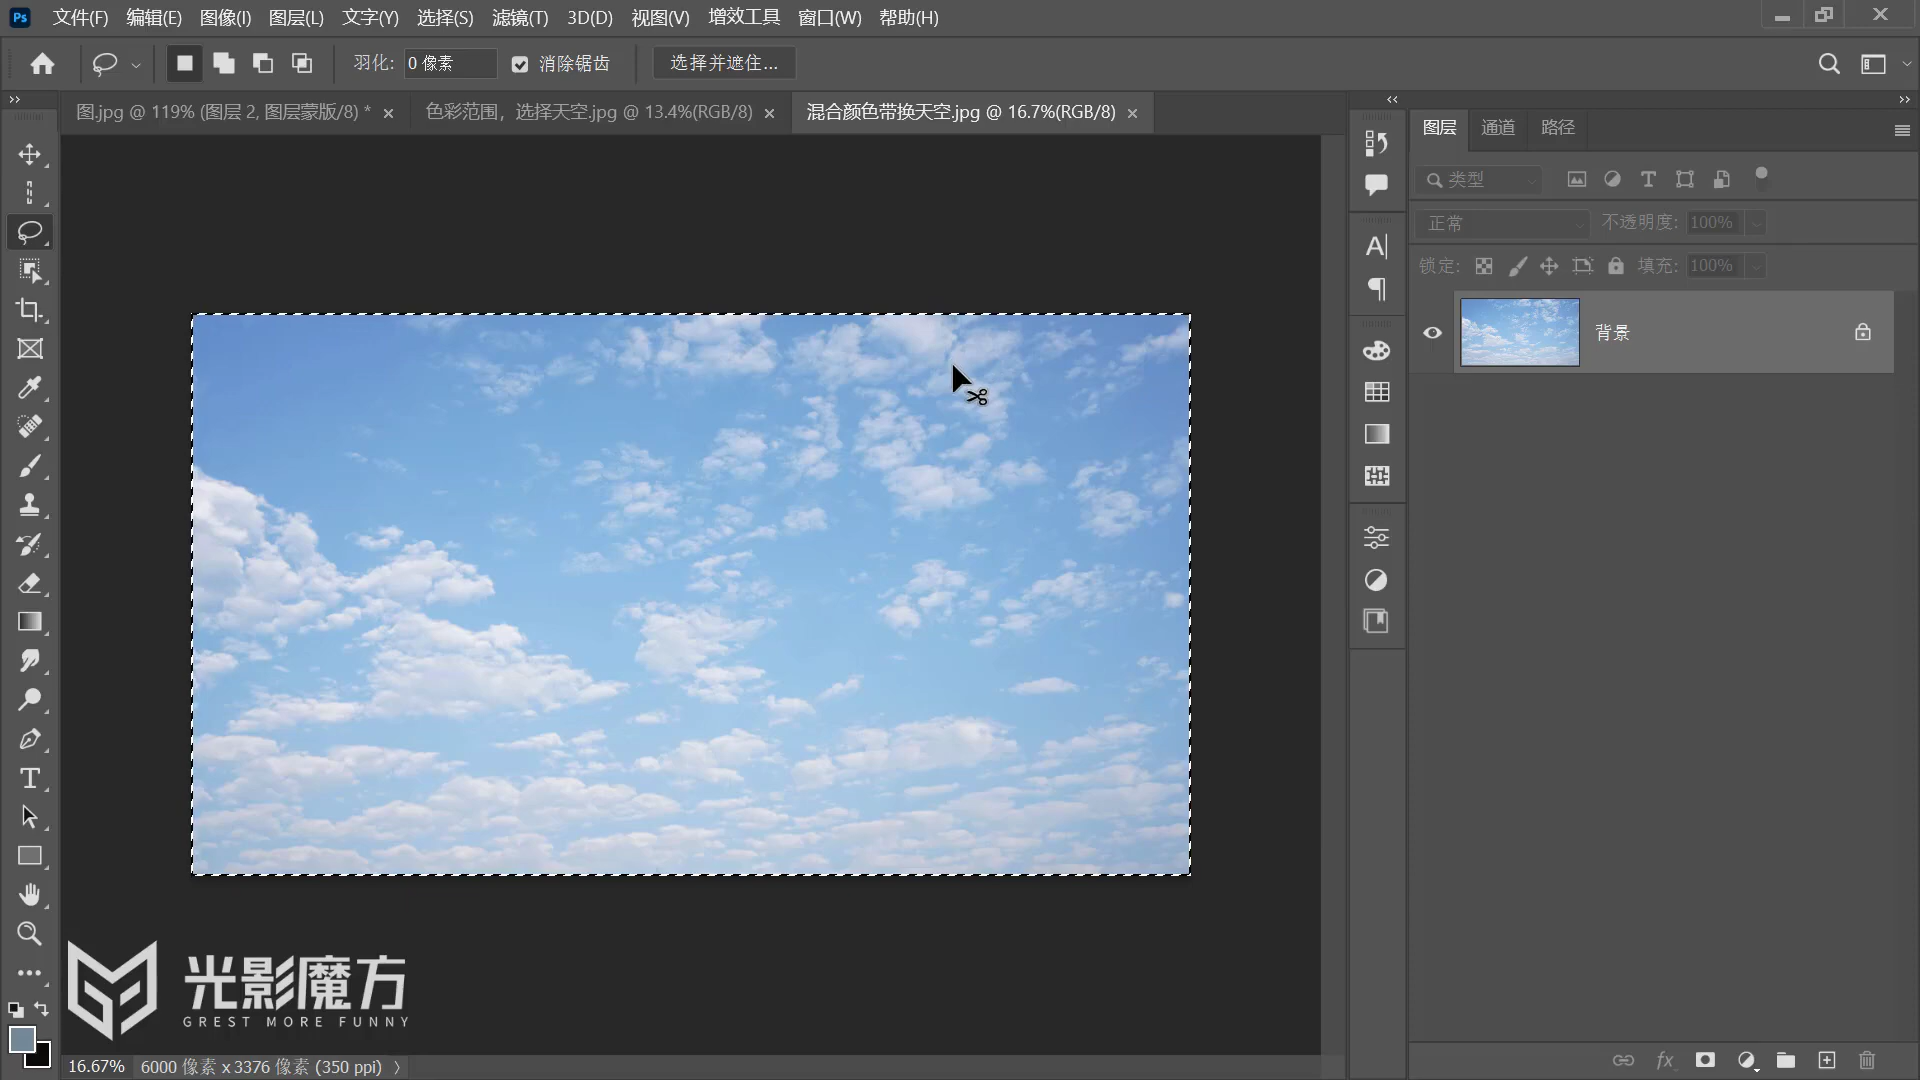 Ps 文件(F) 编辑(E) 图像(I) 图层(L) 文字(Y) 选择(S) 滤镜(T) 3D(D) 视图(V) 增效工具 窗口(W) 帮助(H)
羽化: 0 像素 消除锯齿 选择并遮住...
图.jpg @ 119% (图层 2, 图层蒙版/8) * × 色彩范围，选择天空.jpg @ 13.4%(RGB/8) × 混合颜色带换天空.jpg @ 16.7%(RGB/8) ×
图层 通道 路径
类型
正常 不透明度: 100%
锁定: 填充: 100%
背景
光影魔方
GREST MORE FUNNY
16.67% 6000 像素 x 3376 像素 (350 ppi)